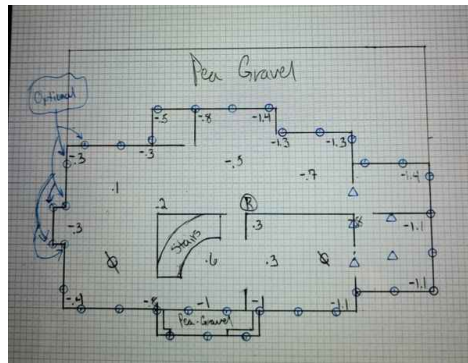 Pea Gravel
Optional
-.5 -.8 -1.4
-1.3 -1.3
-.3 -.3
-.5
-.7
-1.4
.1
.2
R
.3
-.3
Stairs
-1.1
.6
.3
-.4
-1
-1
-1.1
-1.1
Pea-Gravel